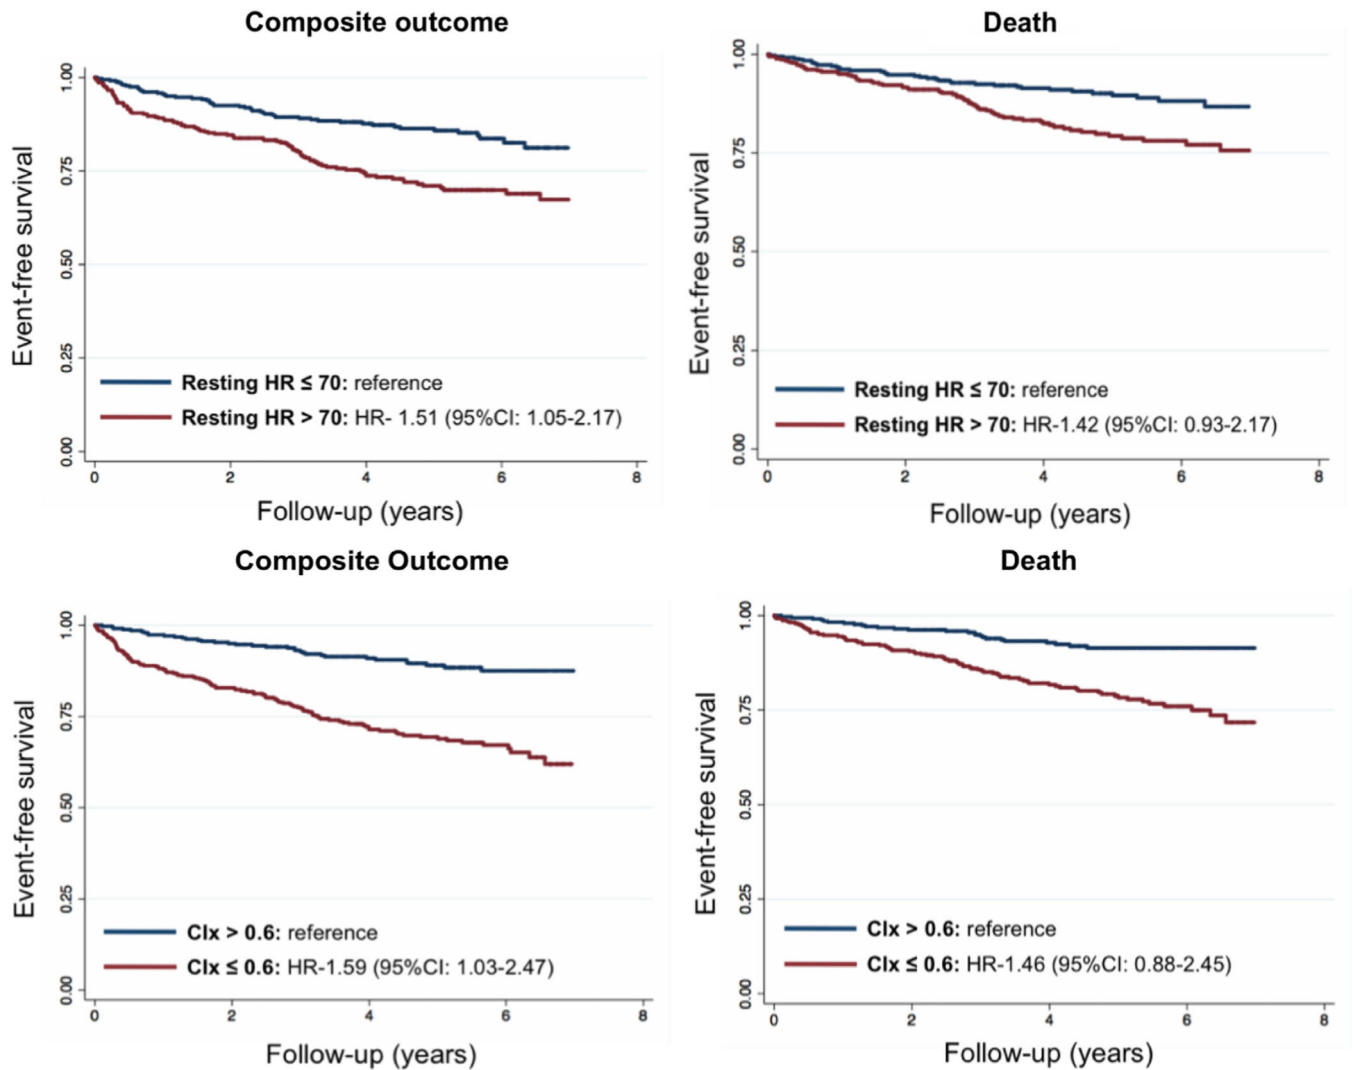 Composite outcome
Event-free survival
1.00
0.75
0.50
0.25
0.00
Resting HR ≤ 70: reference
Resting HR > 70: HR- 1.51 (95%CI: 1.05-2.17)
0 2 4 6 8
Follow-up (years)
Death
Event-free survival
1.00
0.75
0.50
0.25
0.00
Resting HR ≤ 70: reference
Resting HR > 70: HR-1.42 (95%CI: 0.93-2.17)
0 2 4 6 8
Follow-up (years)
Composite Outcome
Event-free survival
1.00
0.75
0.50
0.25
0.00
CIx > 0.6: reference
CIx ≤ 0.6: HR-1.59 (95%CI: 1.03-2.47)
0 2 4 6 8
Follow-up (years)
Death
Event-free survival
1.00
0.75
0.50
0.25
0.00
CIx > 0.6: reference
CIx ≤ 0.6: HR-1.46 (95%CI: 0.88-2.45)
0 2 4 6 8
Follow-up (years)